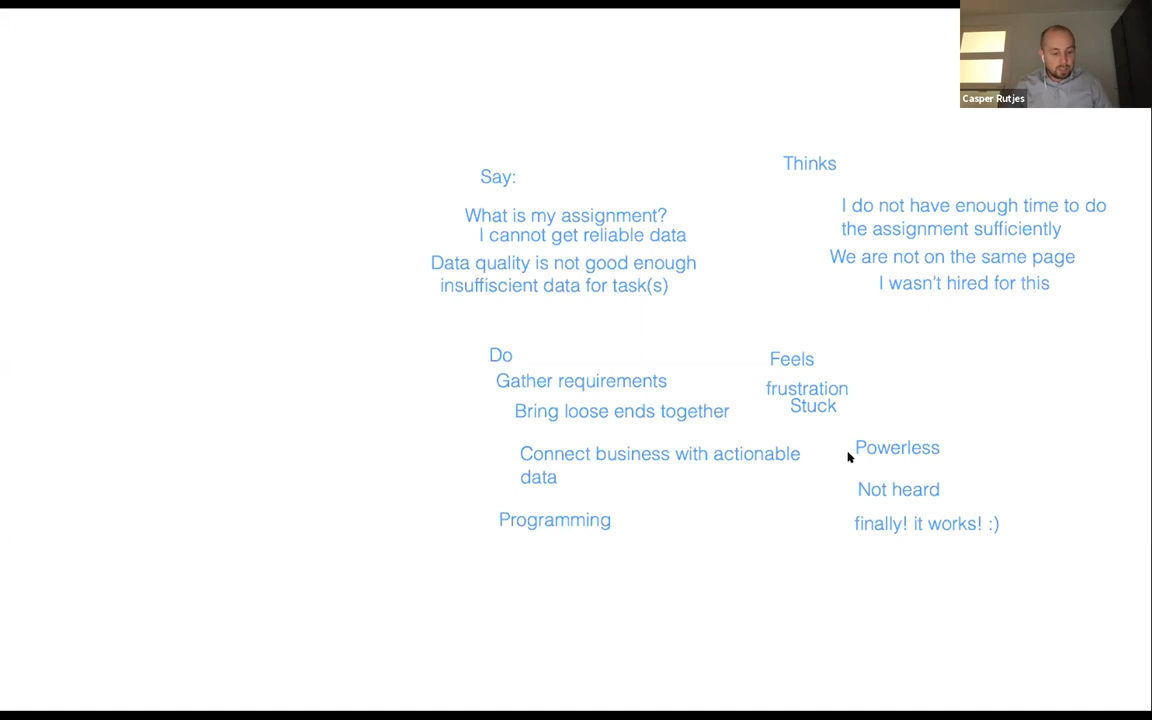 Casper Rutjes
Say:
What is my assignment?
I cannot get reliable data
Data quality is not good enough
insuffiscient data for task(s)
Thinks
I do not have enough time to do
the assignment sufficiently
We are not on the same page
I wasn't hired for this
Do
Gather requirements
Bring loose ends together
Connect business with actionable
data
Programming
Feels
frustration
Stuck
Powerless
Not heard
finally! it works! :)